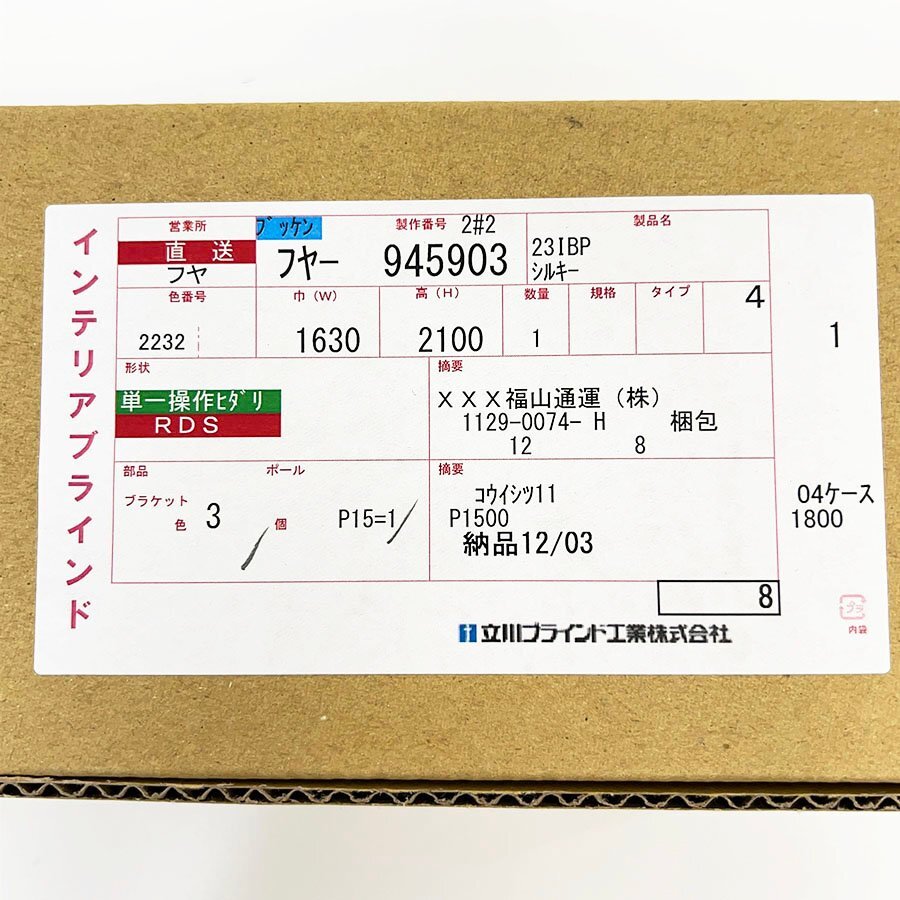 インテリアブラインド
営業所
直 送
フヤ
ﾌﾞｯｹﾝ
フヤー
製作番号 2#2
945903
製品名
23IBP
ｼﾙｷｰ
色番号
2232
巾（W）
1630
高（H）
2100
数量
1
規格
タイプ
4
1
形状
単一操作ﾋﾀﾞﾘ
RDS
摘要
XXX福山通運（株）
1129-0074- H 梱包
12 8
部品 ポール
ブラケット
色 3 個 P15=1
摘要
ｺｳｲｼﾂ11
P1500
納品12/03
04ケース
1800
8
立川ブラインド工業株式会社
プラ
内袋